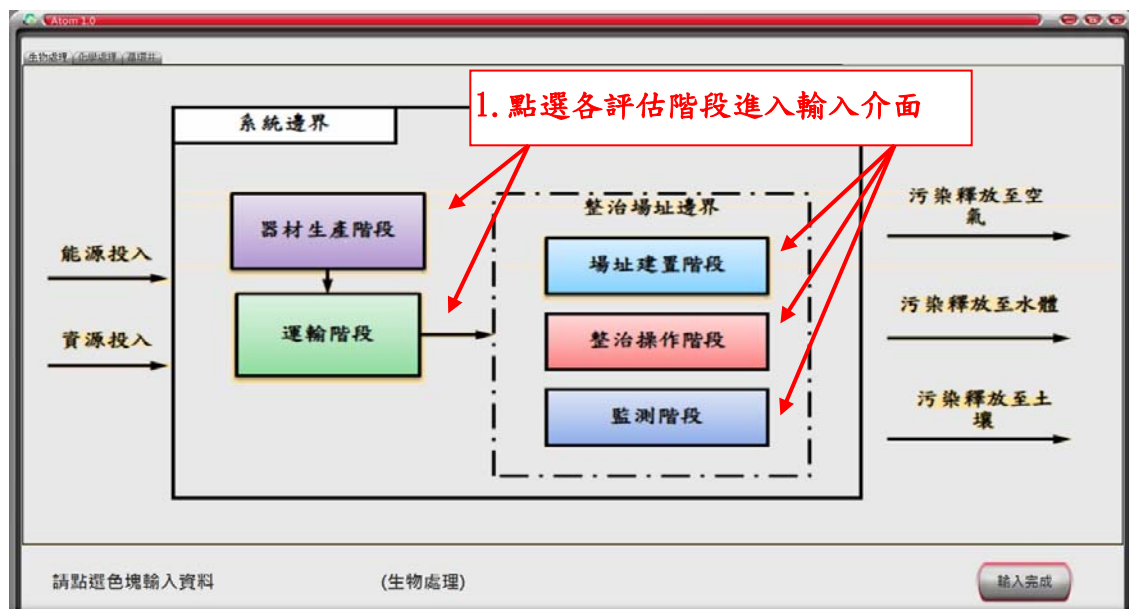 Atom 1.0
生物處理 化學處理 循環井
1. 點選各評估階段進入輸入介面
系統邊界
器材生產階段
運輸階段
整治場址邊界
場址建置階段
整治操作階段
監測階段
能源投入
資源投入
污染釋放至空
氣
污染釋放至水體
污染釋放至土
壤
請點選色塊輸入資料
(生物處理)
輸入完成